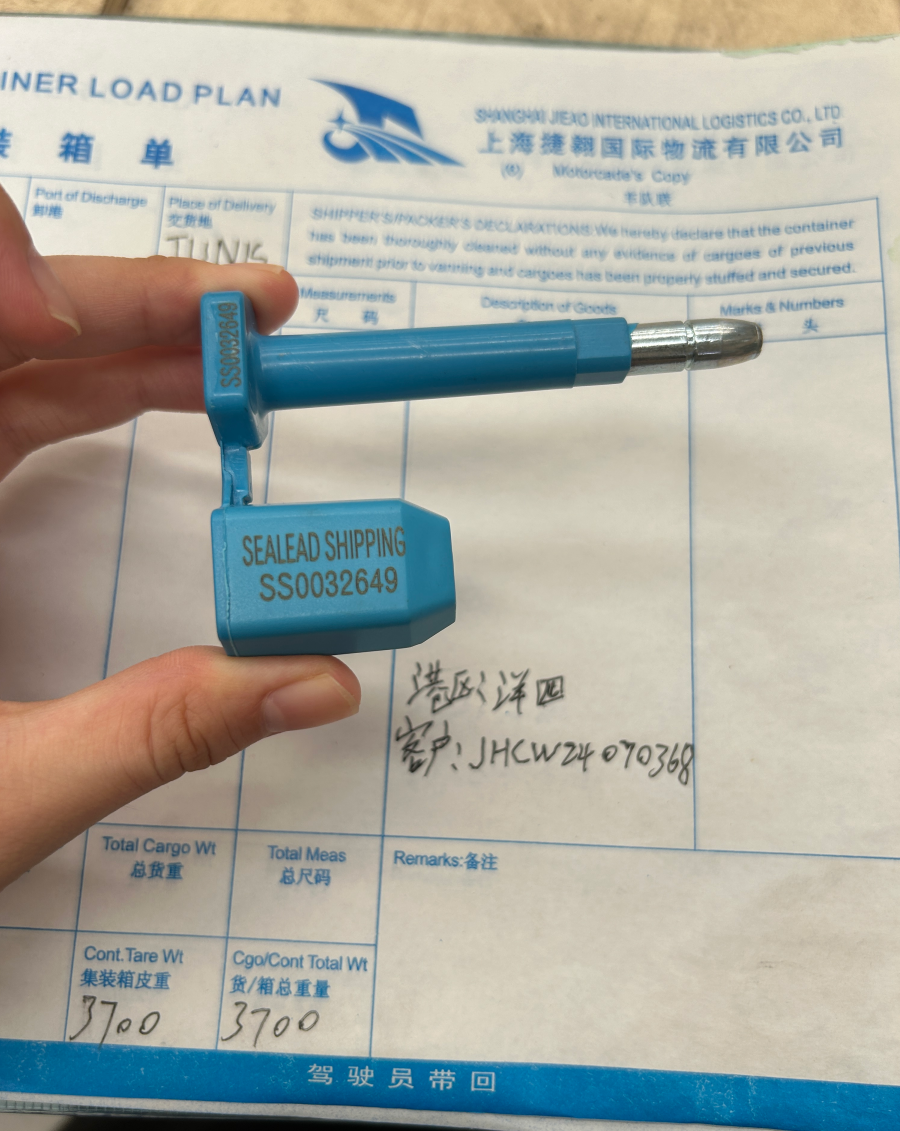 INER LOAD PLAN
装 箱 单
SHANGHAI JIEAO INTERNATIONAL LOGISTICS CO., LTD
上海捷翱国际物流有限公司
Motorcade's Copy
车队联
Port of Discharge
卸港
Place of Delivery
交货地
TUNIS
SHIPPER'S/PACKER'S DECLARATIONS:We hereby declare that the container
has been thoroughly cleaned without any evidence of cargoes of previous
shipment prior to vanning and cargoes has been properly stuffed and secured.
Measurements
尺 码
Description of Goods
Marks & Numbers
头
SS0032649
SEALEAD SHIPPING
SS0032649
港区:洋四
客户:JHCW24070368
Total Cargo Wt
总货重
Total Meas
总尺码
Remarks:备注
Cont.Tare Wt
集装箱皮重
3700
Cgo/Cont Total Wt
货/箱总重量
3700
驾驶员带回